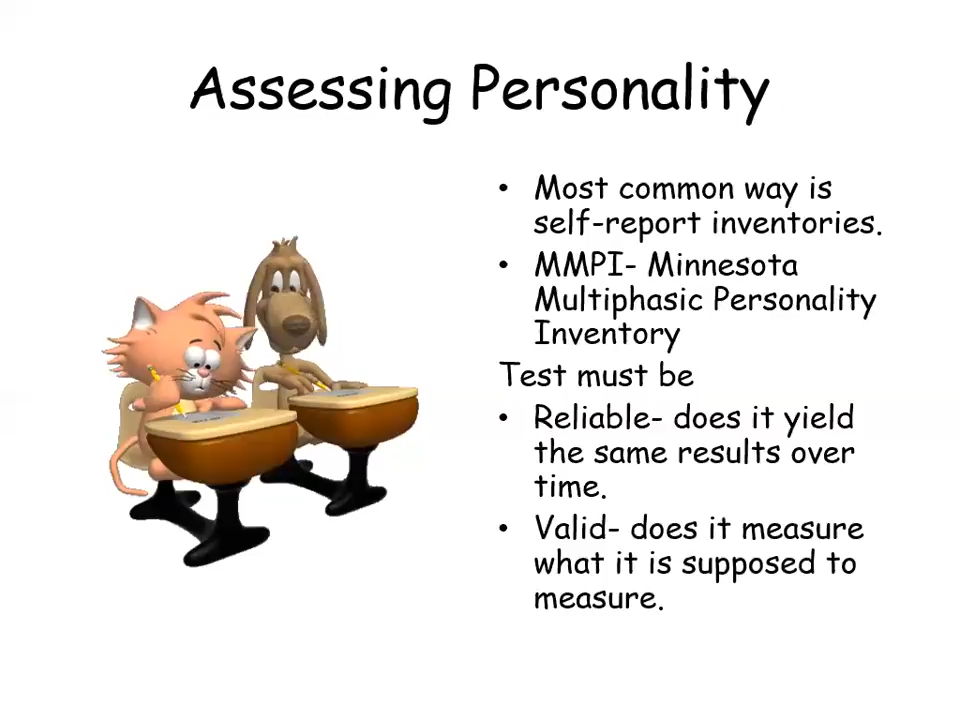 Assessing Personality
• Most common way is
self-report inventories.
• MMPI- Minnesota
Multiphasic Personality
Inventory
Test must be
• Reliable- does it yield
the same results over
time.
• Valid- does it measure
what it is supposed to
measure.